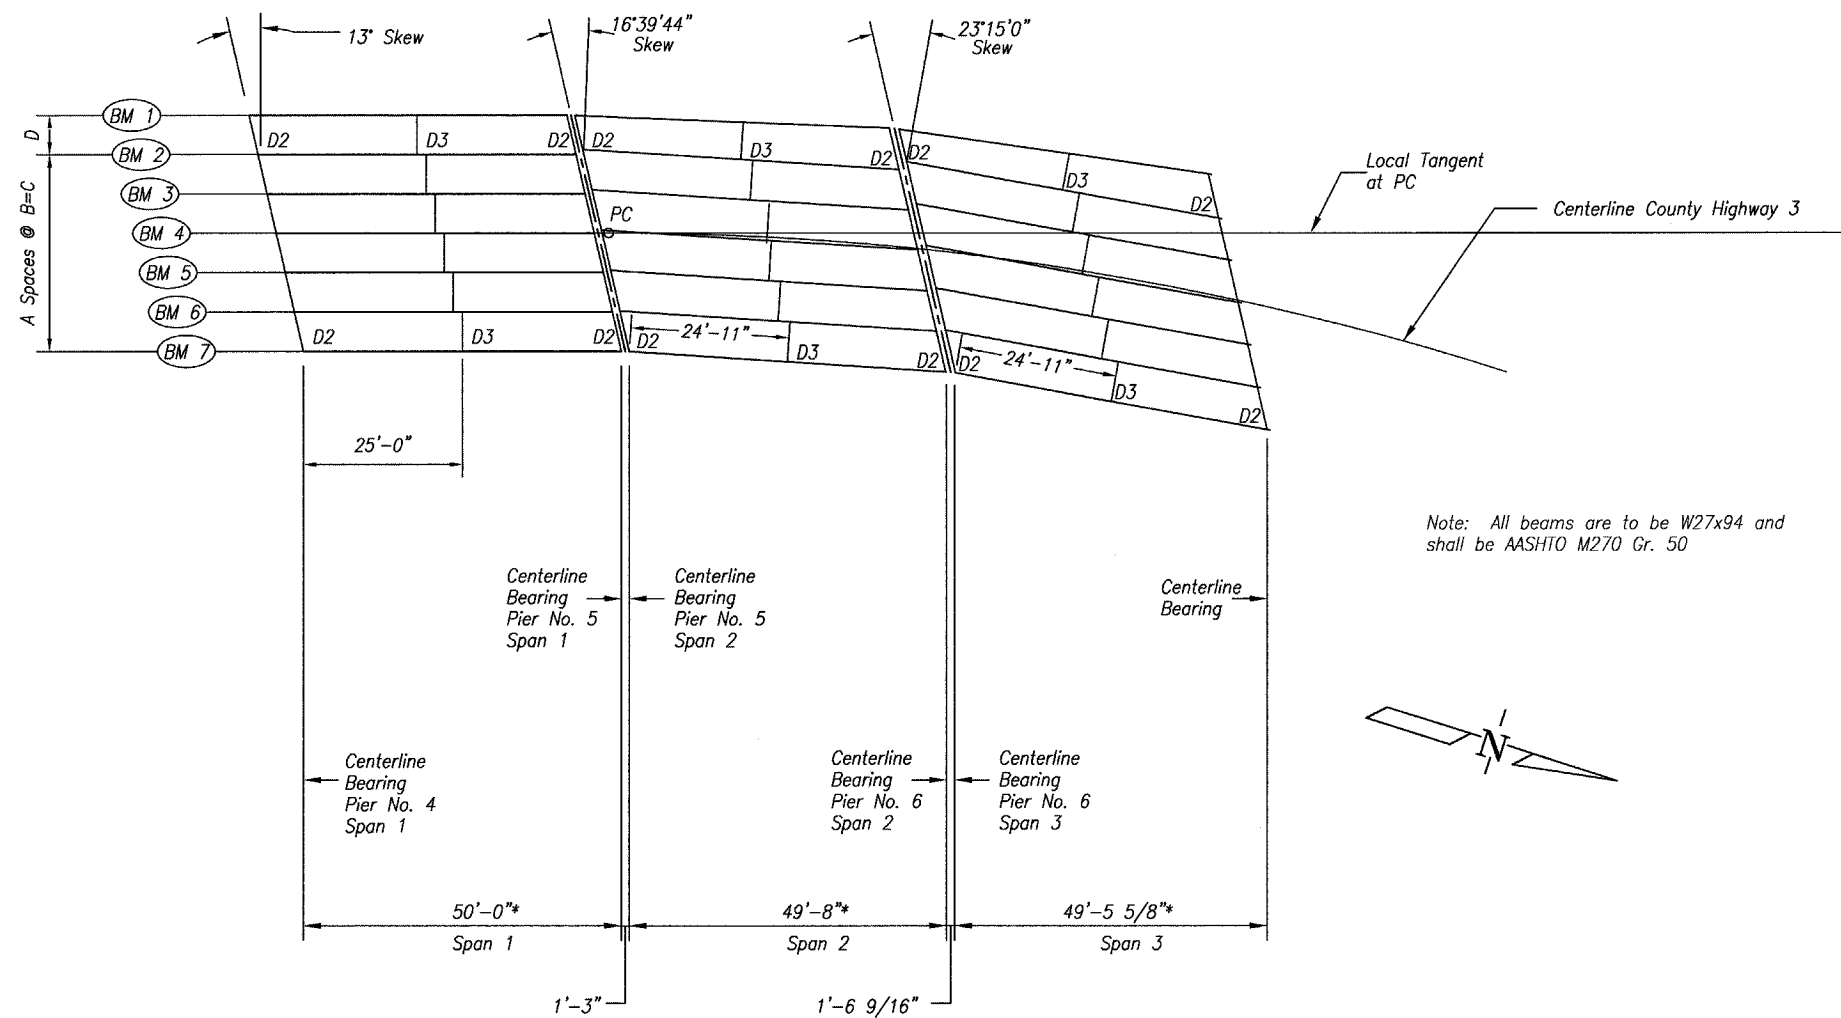 13° Skew
16°39'44"
Skew
23°15'0"
Skew
BM 1
BM 2
BM 3
BM 4
BM 5
BM 6
BM 7
D
A Spaces @ B=C
D2
D3
D2
D2
D3
D2
D2
D3
D2
PC
Local Tangent
at PC
Centerline County Highway 3
D2
D3
D2
D2
24'-11"
D3
D2
D2
24'-11"
D3
D2
25'-0"
Note: All beams are to be W27x94 and
shall be AASHTO M270 Gr. 50
Centerline
Bearing
Pier No. 5
Span 1
Centerline
Bearing
Pier No. 5
Span 2
Centerline
Bearing
Centerline
Bearing
Pier No. 4
Span 1
Centerline
Bearing
Pier No. 6
Span 2
Centerline
Bearing
Pier No. 6
Span 3
N
50'-0"*
Span 1
49'-8"*
Span 2
49'-5 5/8"*
Span 3
1'-3"
1'-6 9/16"